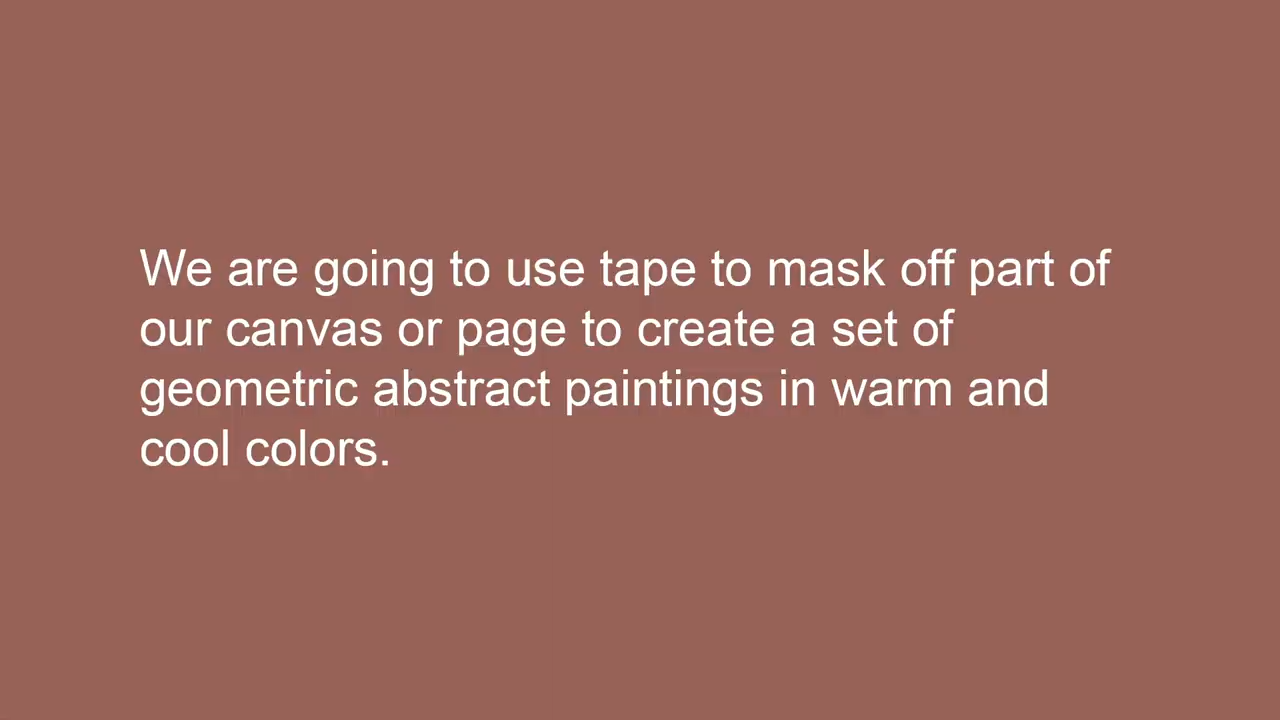 We are going to use tape to mask off part of
our canvas or page to create a set of
geometric abstract paintings in warm and
cool colors.